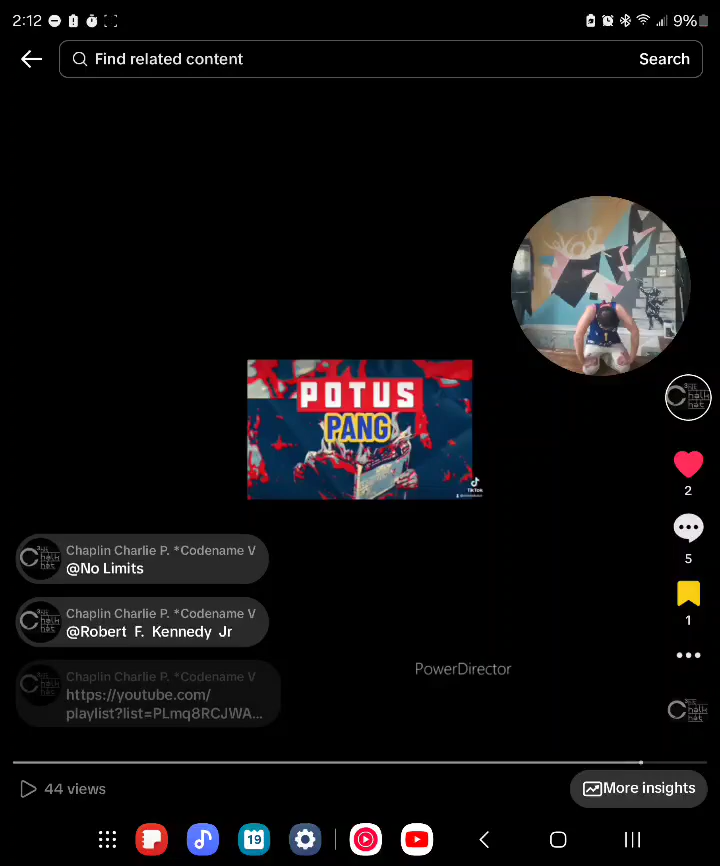 2:12
9%
Find related content
Search
POTUS
PANG
TikTok
2
5
1
Chaplin Charlie P. *Codename V
@No Limits
Chaplin Charlie P. *Codename V
@Robert F. Kennedy Jr
Chaplin Charlie P. *Codename V
https://youtube.com/
playlist?list=PLmq8RCJWA...
PowerDirector
44 views
More insights
19